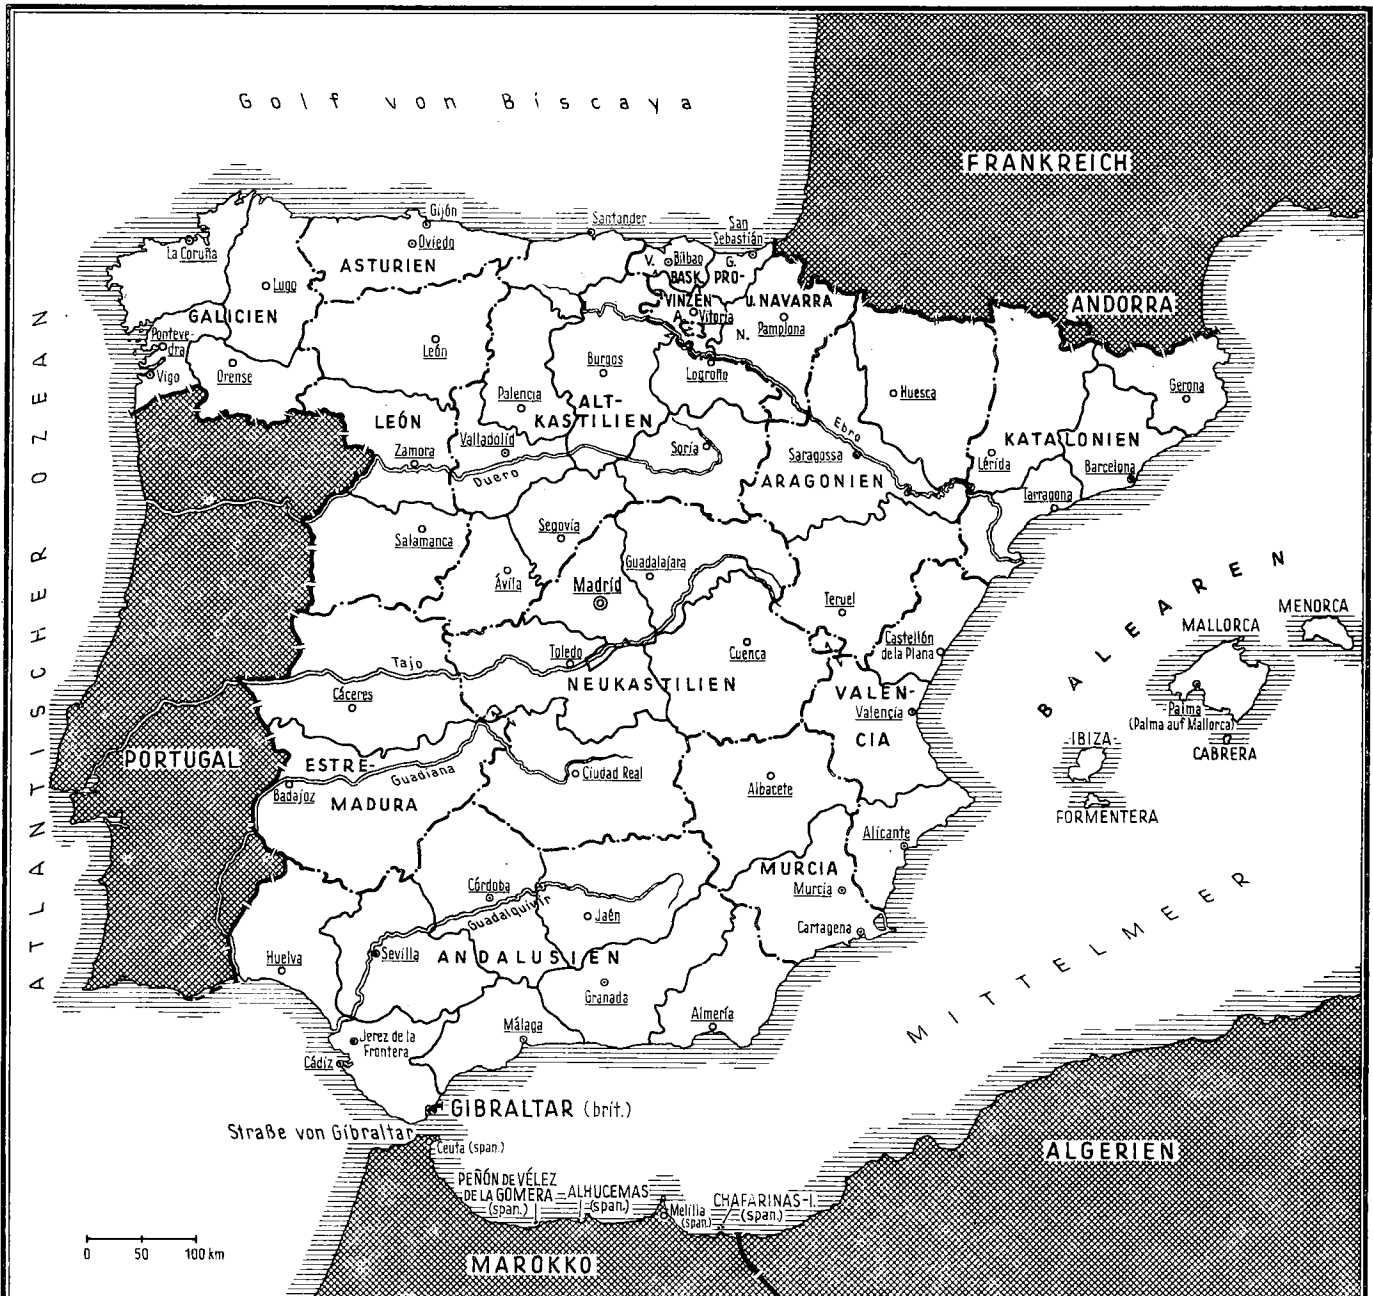 Golf von Biscaya
FRANKREICH
ANDORRA
ATLANTISCHER OZEAN
La Coruña
Lugo
GALICIEN
Ponteve-
dra
Vigo
Orense
Gijón
Oviedo
ASTURIEN
Santander
San
Sebastián
V.
Bilbao
G.
BASK. PRO-
VINZEN
A.
Vitoria
U. NAVARRA
N.
Pamplona
León
Burgos
Logroño
Palencia
ALT-
KASTILIEN
LEÓN
Zamora
Valladolid
Duero
Soria
Huesca
Ebro
Saragossa
ARAGONIEN
KATALONIEN
Gerona
Lérida
Barcelona
Tarragona
Salamanca
Segovia
Ávila
Madrid
Guadalajara
Teruel
Castellón
de la Plana
Toledo
Cuenca
Tajo
Cáceres
NEUKASTILIEN
VALEN-
Valencia
CIA
BALEAREN
MENORCA
MALLORCA
Palma
(Palma auf Mallorca)
CABRERA
IBIZA
FORMENTERA
PORTUGAL
ESTRE-
MADURA
Guadiana
Badajoz
Ciudad Real
Albacete
Alicante
MURCIA
Murcia
Cartagena
Córdoba
Guadalquivir
Jaén
Huelva
Sevilla
ANDALUSIEN
Granada
Almería
Málaga
Jerez de la
Frontera
Cádiz
MITTELMEER
GIBRALTAR (brit.)
Straße von Gibraltar
Ceuta (span.)
PEÑÓN DE VÉLEZ
DE LA GOMERA
(span.)
ALHUCEMAS
(span.)
Melilla
(span.)
CHAFARINAS-I.
(span.)
ALGERIEN
MAROKKO
0 50 100 km